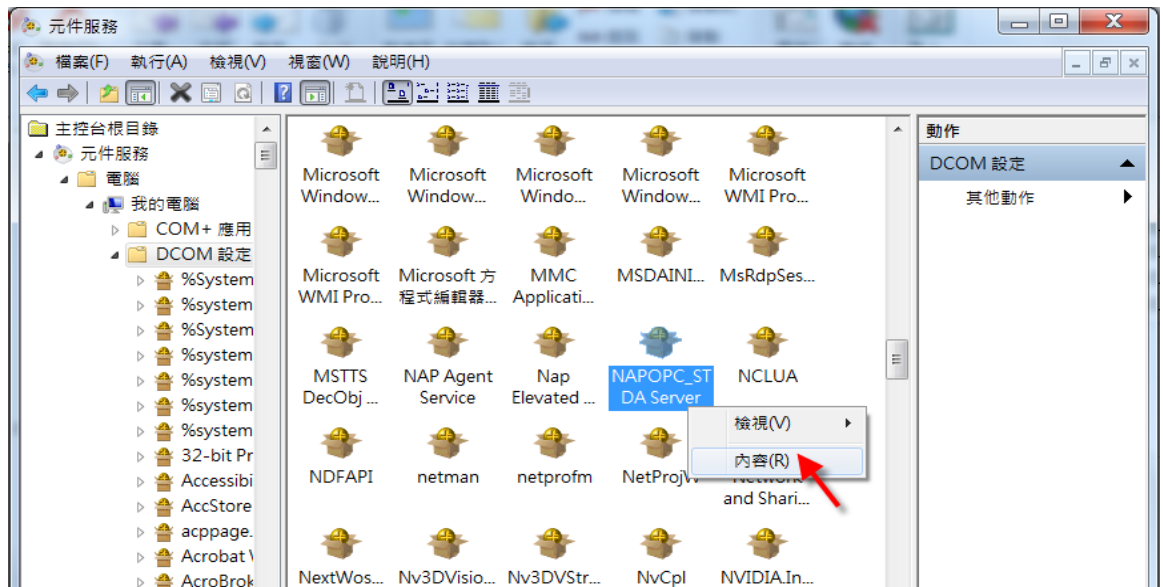 元件服務
檔案(F) 執行(A) 檢視(V) 視窗(W) 說明(H)
主控台根目錄
元件服務
電腦
我的電腦
COM+ 應用
DCOM 設定
%System
%system
%System
%system
%system
%system
%system
32-bit Pr
Accessibi
AccStore
acppage.
Acrobat
AcroBrok
Microsoft Window...
Microsoft Window...
Microsoft Windo...
Microsoft Window...
Microsoft WMI Pro...
Microsoft WMI Pro...
Microsoft 方程式編輯器...
MMC Applicati...
MSDAINI...
MsRdpSes...
MSTTS DecObj ...
NAP Agent Service
Nap Elevated ...
NAPOPC_ST DA Server
NCLUA
檢視(V)
內容(R)
NDFAPI
netman
netprofm
NetProjW
Network and Shari...
NextWos...
Nv3DVisio...
Nv3DVStr...
NvCpl
NVIDIA.In...
動作
DCOM 設定
其他動作